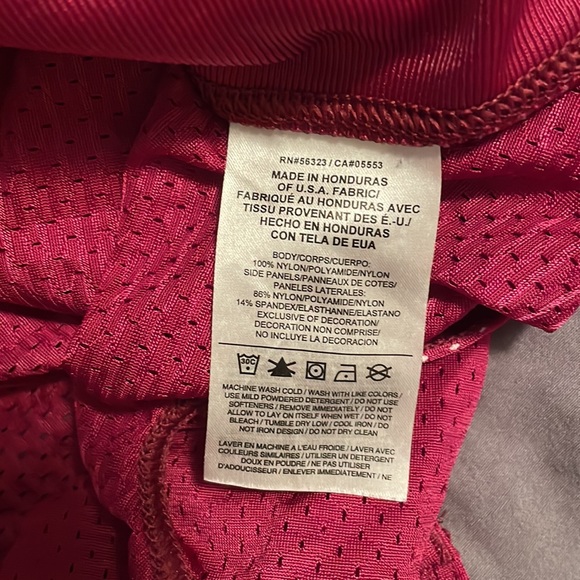 RN#56323 / CA#05553
MADE IN HONDURAS
OF U.S.A. FABRIC/
FABRIQUÉ AU HONDURAS AVEC
TISSU PROVENANT DES É.-U./
HECHO EN HONDURAS
CON TELA DE EUA
BODY/CORPS/CUERPO:
100% NYLON/POLYAMIDE/NYLON
SIDE PANELS/PANNEAUX DE COTES/
PANELES LATERALES:
86% NYLON/POLYAMIDE/NYLON
14% SPANDEX/ELASTHANNE/ELASTANO
EXCLUSIVE OF DECORATION/
DECORATION NON COMPRISE/
NO INCLUYE LA DECORACION
30C
MACHINE WASH COLD / WASH WITH LIKE COLORS/
USE MILD POWDERED DETERGENT / DO NOT USE
SOFTENERS / REMOVE IMMEDIATELY / DO NOT
ALLOW TO LAY ON ITSELF WHEN WET / DO NOT
BLEACH / TUMBLE DRY LOW / COOL IRON / DO
NOT IRON DESIGN / DO NOT DRY CLEAN
LAVER EN MACHINE A L'EAU FROIDE / LAVER AVEC
COULEURS SIMILAIRES / UTILISER UN DETERGENT
DOUX EN POUDRE / NE PAS UTILISER
D'ADOUCISSEUR / ENLEVER IMMEDIATEMENT / NE